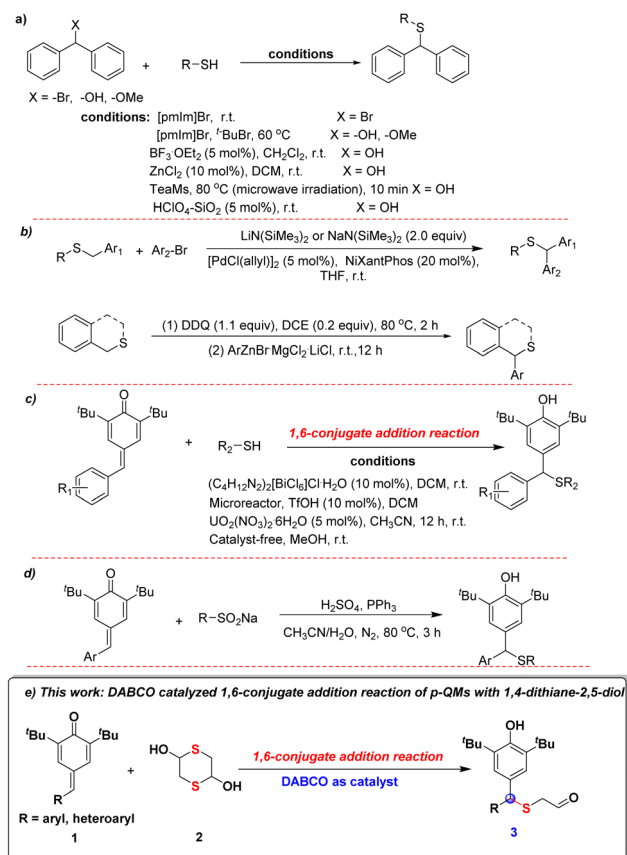 a)
X
+ R-SH
conditions
R
S
X = -Br, -OH, -OMe
conditions: [pmIm]Br, r.t. X = Br
[pmIm]Br, ᵗ-BuBr, 60 °C X = -OH, -OMe
BF₃·OEt₂ (5 mol%), CH₂Cl₂, r.t. X = OH
ZnCl₂ (10 mol%), DCM, r.t. X = OH
TeaMs, 80 °C (microwave irradiation), 10 min X = OH
HClO₄-SiO₂ (5 mol%), r.t. X = OH
b)
R S Ar₁ + Ar₂-Br
LiN(SiMe₃)₂ or NaN(SiMe₃)₂ (2.0 equiv)
[PdCl(allyl)]₂ (5 mol%), NiXantPhos (20 mol%),
THF, r.t.
R S Ar₁
Ar₂
S
(1) DDQ (1.1 equiv), DCE (0.2 equiv), 80 °C, 2 h
(2) ArZnBr·MgCl₂·LiCl, r.t.,12 h
S
Ar
c)
O
ᵗBu ᵗBu
R₁
+ R₂-SH
1,6-conjugate addition reaction
conditions
(C₄H₁₂N₂)₂[BiCl₆]Cl·H₂O (10 mol%), DCM, r.t.
Microreactor, TfOH (10 mol%), DCM
UO₂(NO₃)₂·6H₂O (5 mol%), CH₃CN, 12 h, r.t.
Catalyst-free, MeOH, r.t.
OH
ᵗBu ᵗBu
R₁ SR₂
d)
O
ᵗBu ᵗBu
Ar
+ R-SO₂Na
H₂SO₄, PPh₃
CH₃CN/H₂O, N₂, 80 °C, 3 h
OH
ᵗBu ᵗBu
Ar SR
e) This work: DABCO catalyzed 1,6-conjugate addition reaction of p-QMs with 1,4-dithiane-2,5-diol
O
ᵗBu ᵗBu
R
R = aryl, heteroaryl
1
+
HO S
S OH
2
1,6-conjugate addition reaction
DABCO as catalyst
OH
ᵗBu ᵗBu
R S O
3